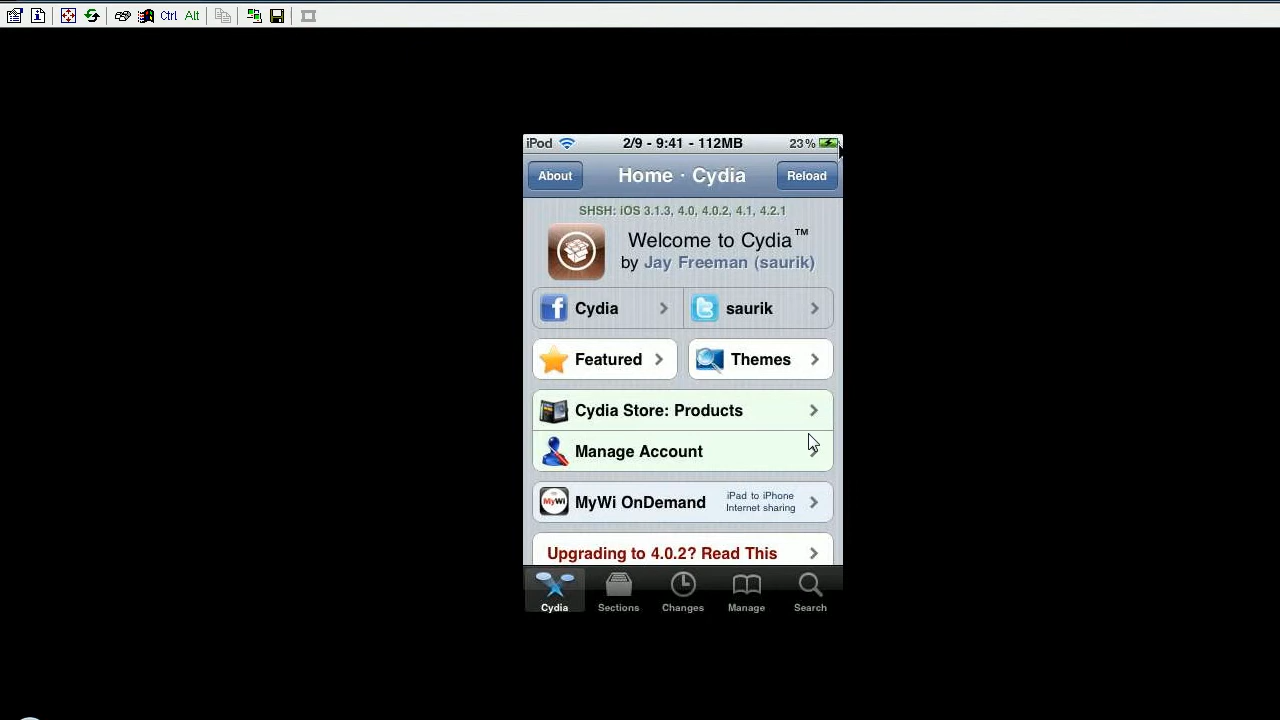 Ctrl Alt
iPod 2/9 - 9:41 - 112MB 23%
About Home · Cydia Reload
SHSH: iOS 3.1.3, 4.0, 4.0.2, 4.1, 4.2.1
Welcome to Cydia™
by Jay Freeman (saurik)
Cydia saurik
Featured Themes
Cydia Store: Products
Manage Account
MyWi MyWi OnDemand iPad to iPhone
Internet sharing
Upgrading to 4.0.2? Read This
Cydia Sections Changes Manage Search